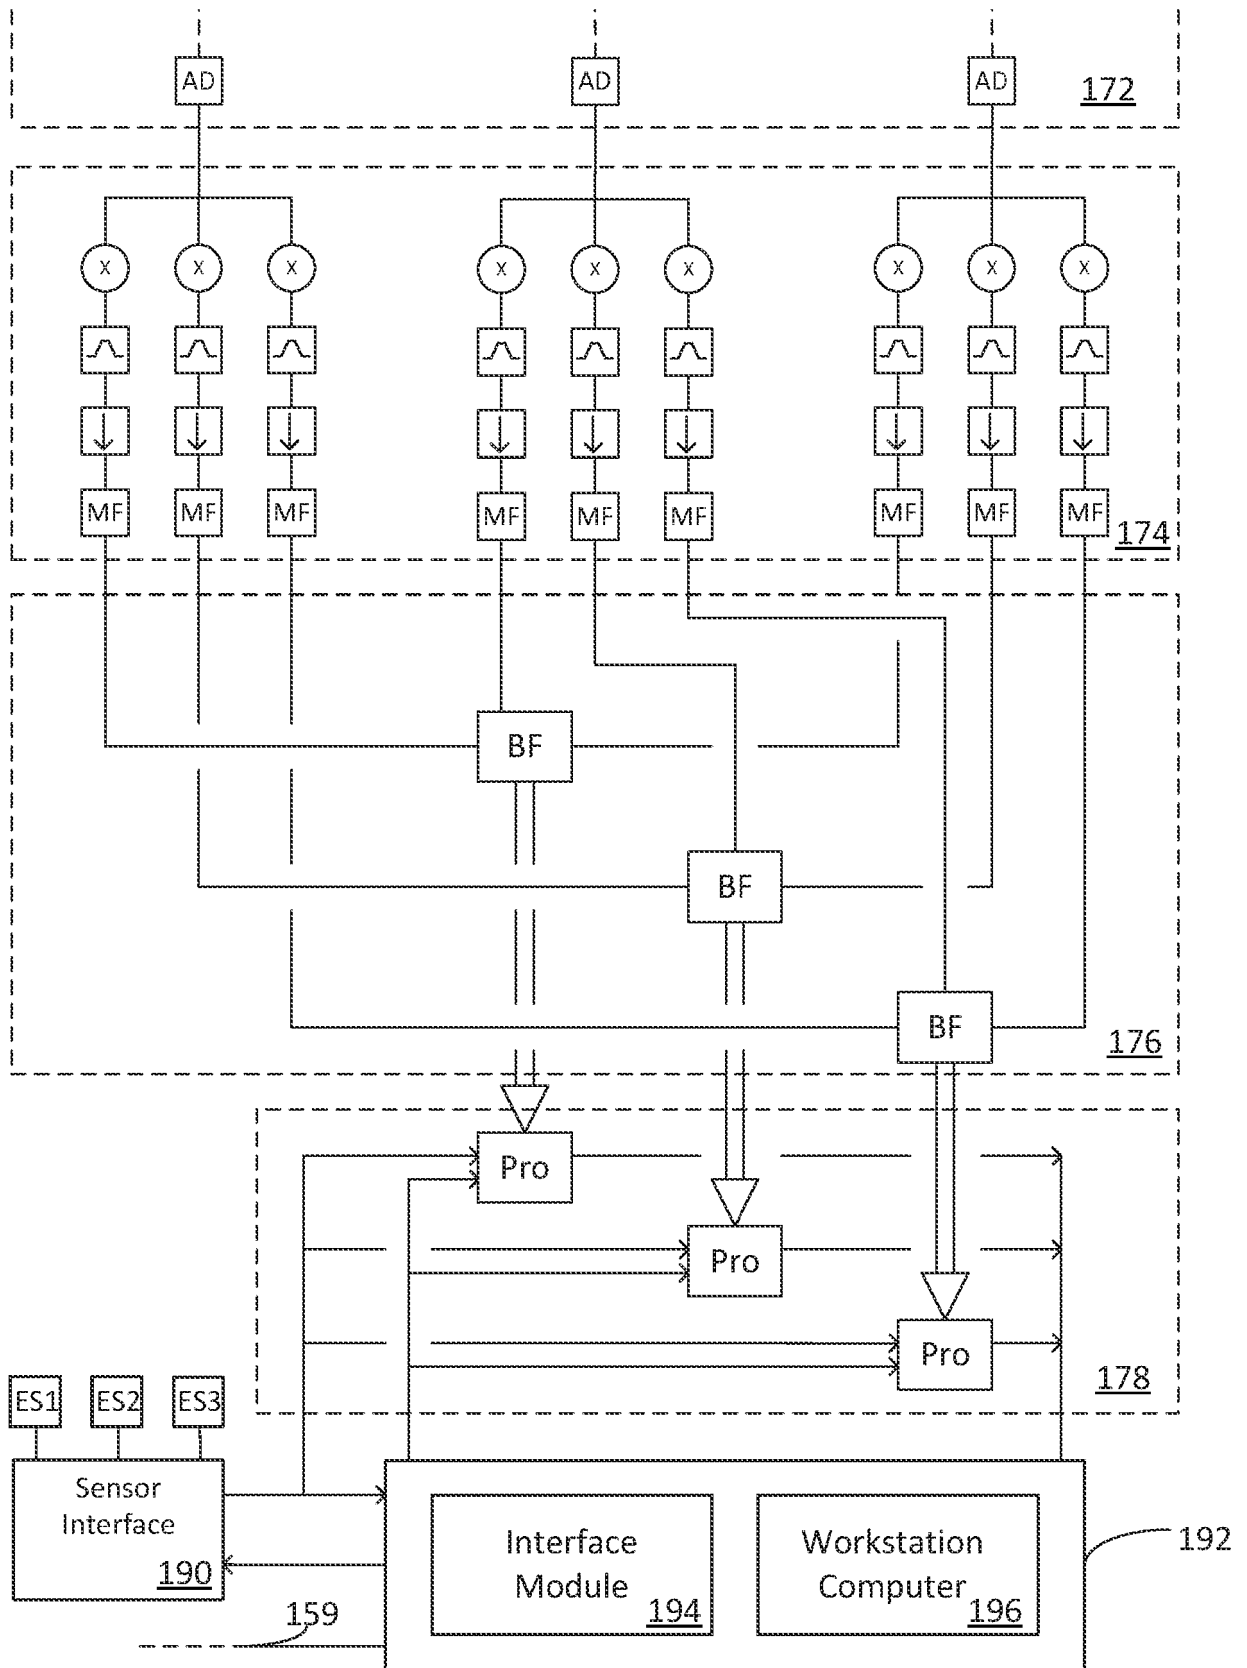 AD AD AD
172
X X X X X X X X X
MF MF MF MF MF MF MF MF MF
174
BF
BF
BF
176
Pro
Pro
Pro
178
ES1 ES2 ES3
Sensor
Interface
190
Interface
Module
194
Workstation
Computer
196
192
159